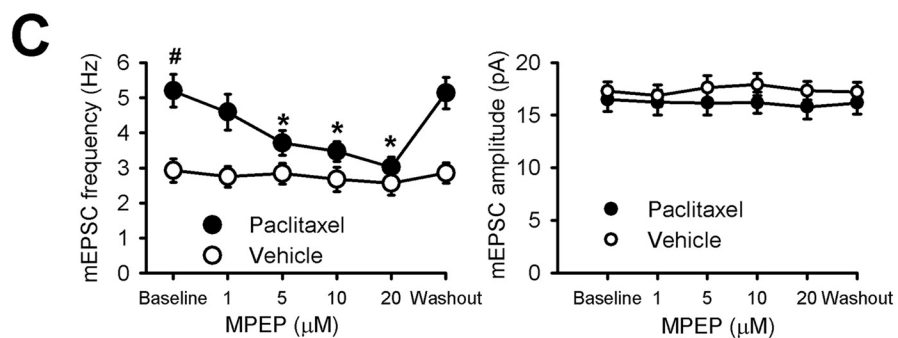 C
mEPSC frequency (Hz)
6
5
4
3
2
1
0
#
*
*
*
Paclitaxel
Vehicle
Baseline 1 5 10 20 Washout
MPEP (μM)
mEPSC amplitude (pA)
20
15
10
5
0
Paclitaxel
Vehicle
Baseline 1 5 10 20 Washout
MPEP (μM)